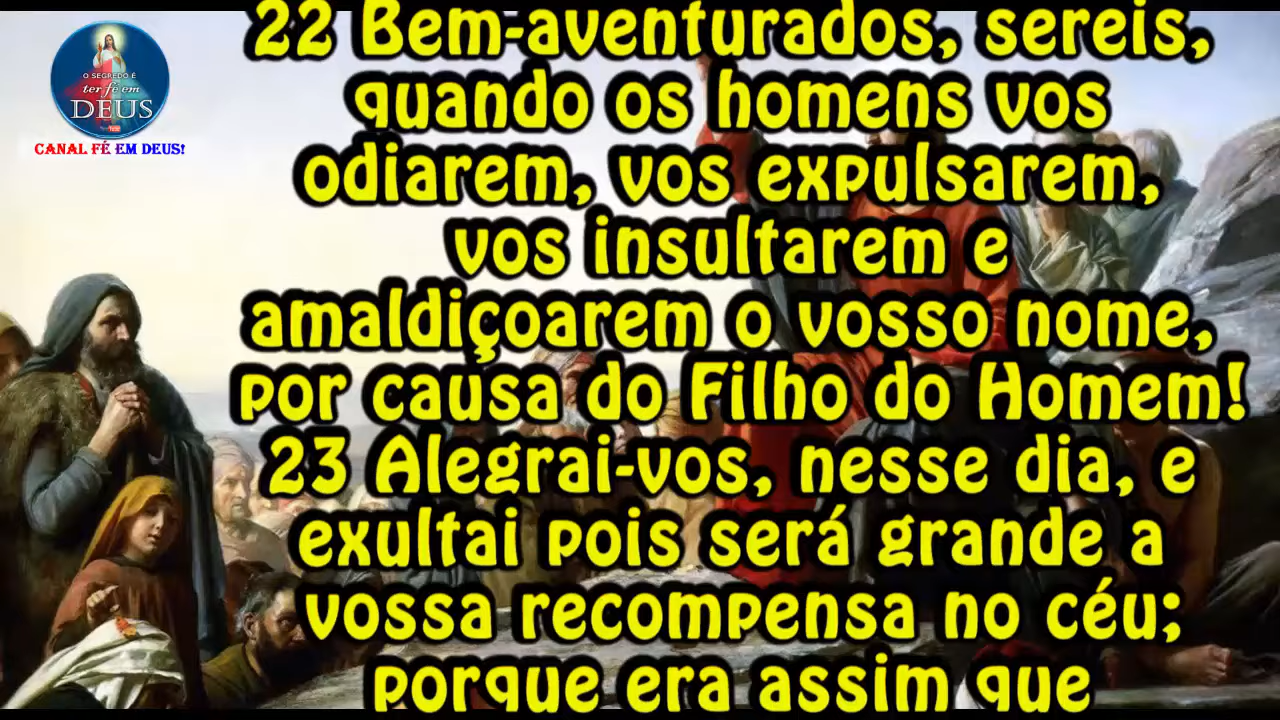 O SEGREDO É
ter fé em
DEUS
CANAL FÉ EM DEUS!
22 Bem-aventurados, sereis,
quando os homens vos
odiarem, vos expulsarem,
vos insultarem e
amaldiçoarem o vosso nome,
por causa do Filho do Homem!
23 Alegrai-vos, nesse dia, e
exultai pois será grande a
vossa recompensa no céu;
porque era assim que